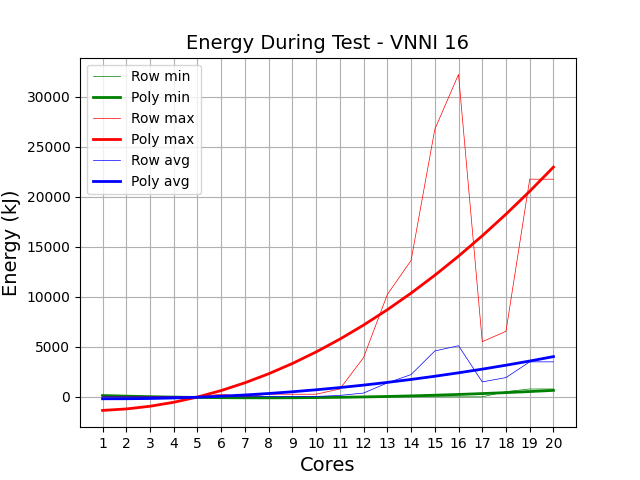 Energy During Test - VNNI 16
Row min
Poly min
Row max
Poly max
Row avg
Poly avg
Energy (kJ)
30000
25000
20000
15000
10000
5000
0
1 2 3 4 5 6 7 8 9 10 11 12 13 14 15 16 17 18 19 20
Cores